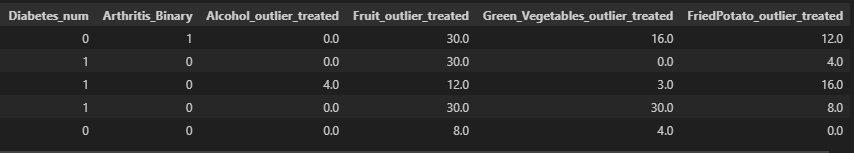 Diabetes_num Arthritis_Binary Alcohol_outlier_treated Fruit_outlier_treated Green_Vegetables_outlier_treated FriedPotato_outlier_treated
0 1 0.0 30.0 16.0 12.0
1 0 0.0 30.0 0.0 4.0
1 0 4.0 12.0 3.0 16.0
1 0 0.0 30.0 30.0 8.0
0 0 0.0 8.0 4.0 0.0